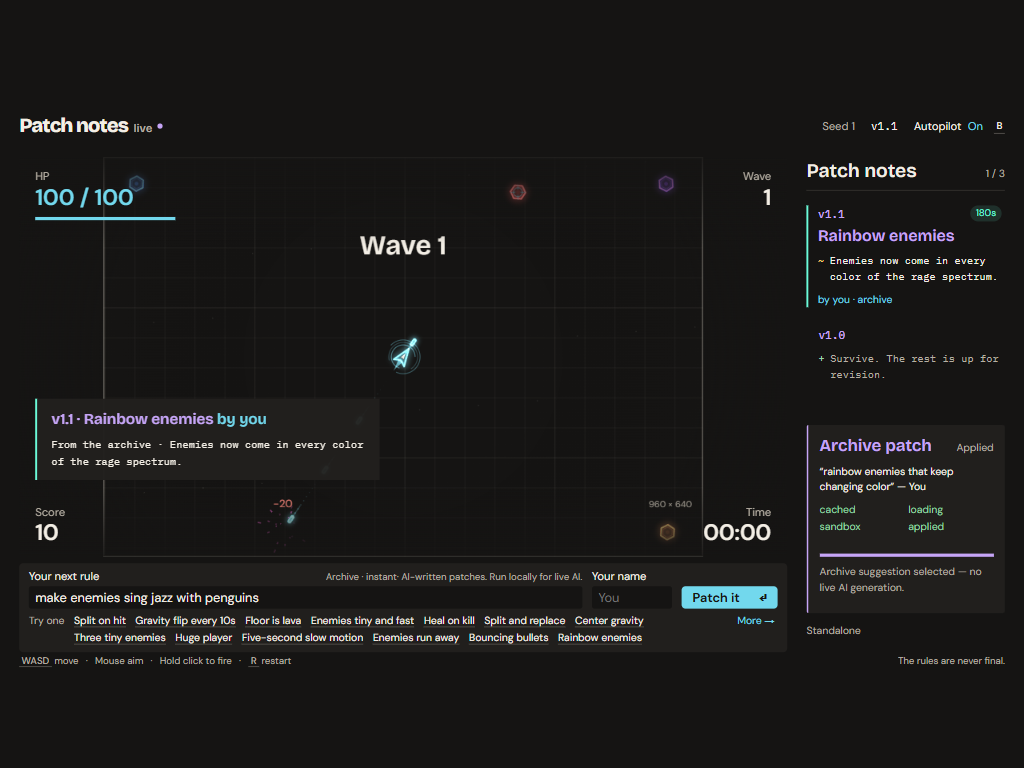 Patch notes live
Seed 1 v1.1 Autopilot On B
HP
100 / 100
Wave
1
Wave 1
v1.1 · Rainbow enemies by you
From the archive · Enemies now come in every color
of the rage spectrum.
-20
960 × 640
Score
10
Time
00:00
Patch notes 1 / 3
v1.1 180s
Rainbow enemies
~ Enemies now come in every
color of the rage spectrum.
by you · archive
v1.0
+ Survive. The rest is up for
revision.
Archive patch Applied
"rainbow enemies that keep
changing color" — You
cached loading
sandbox applied
Archive suggestion selected — no
live AI generation.
Standalone
Your next rule Archive · instant · AI-written patches. Run locally for live AI. Your name
make enemies sing jazz with penguins You Patch it ↵
Try one Split on hit Gravity flip every 10s Floor is lava Enemies tiny and fast Heal on kill Split and replace Center gravity More →
Three tiny enemies Huge player Five-second slow motion Enemies run away Bouncing bullets Rainbow enemies
WASD move · Mouse aim · Hold click to fire · R restart
The rules are never final.